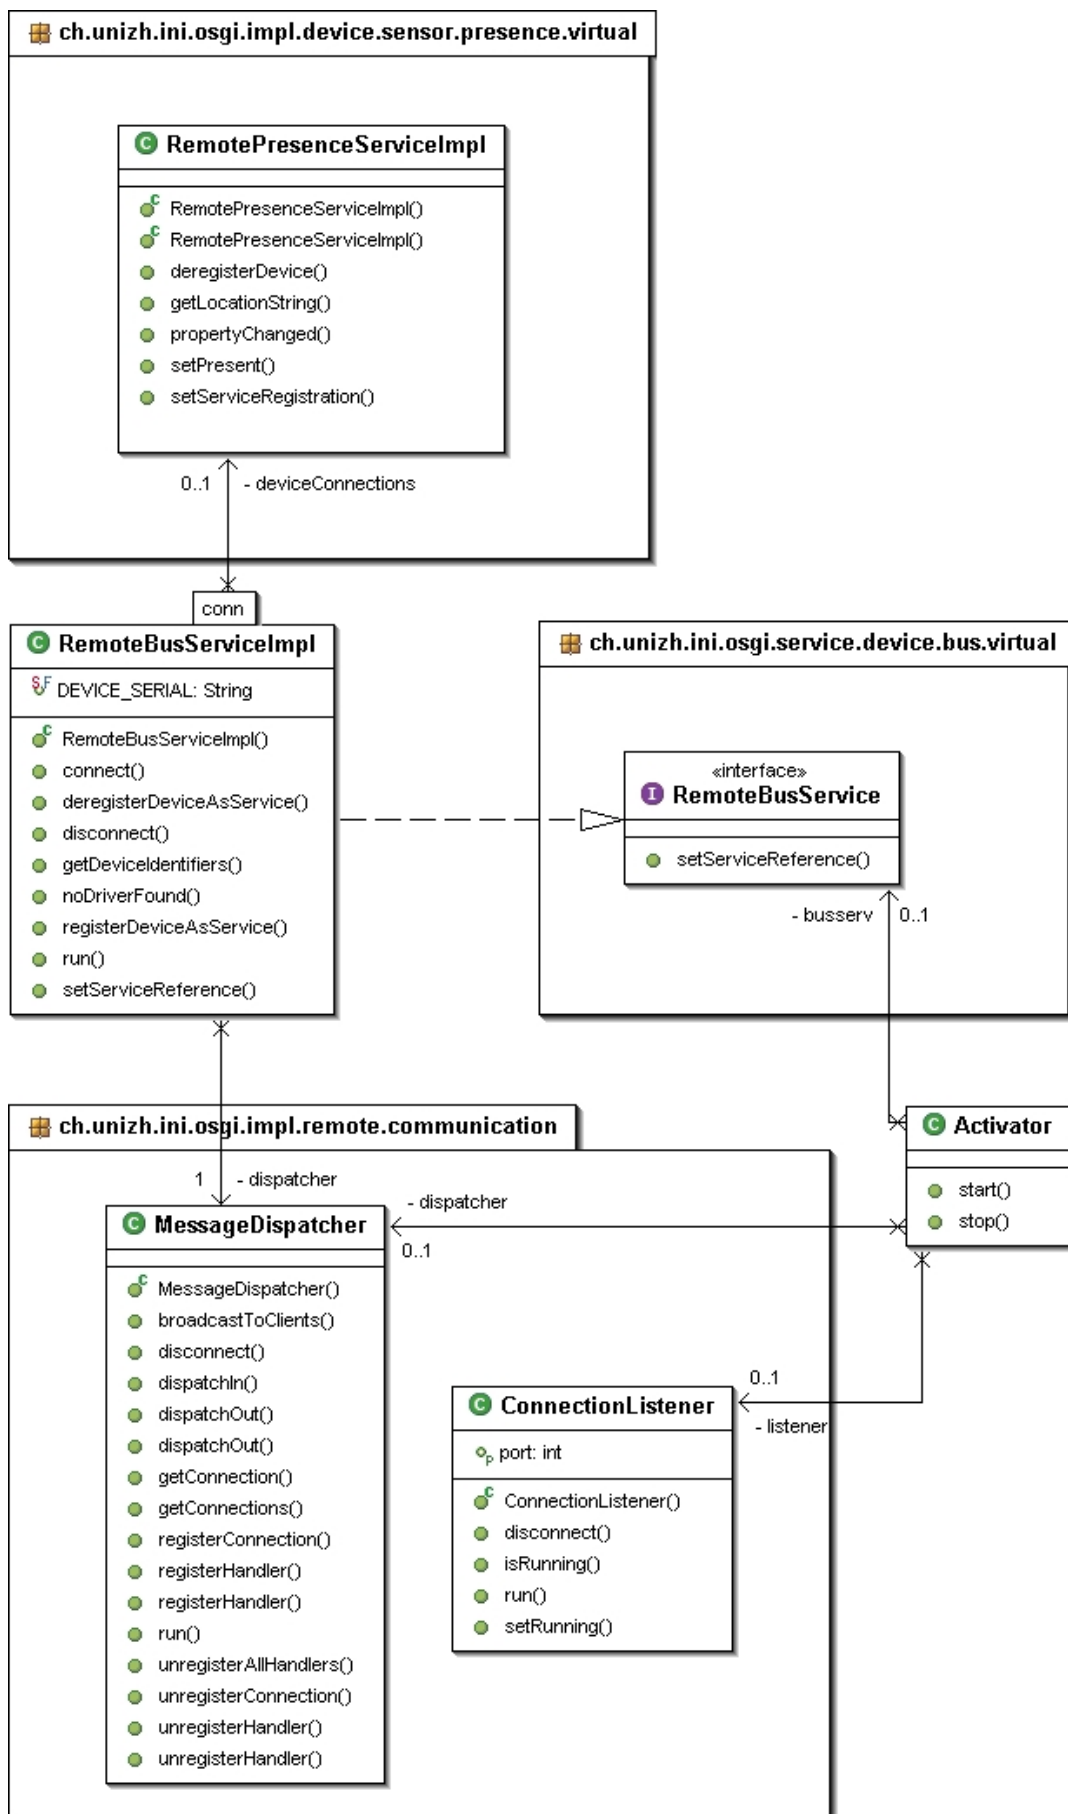 ch.unizh.ini.osgi.impl.device.sensor.presence.virtual
RemotePresenceServiceImpl
RemotePresenceServiceImpl()
RemotePresenceServiceImpl()
deregisterDevice()
getLocationString()
propertyChanged()
setPresent()
setServiceRegistration()
0..1 - deviceConnections
conn
RemoteBusServiceImpl
DEVICE_SERIAL: String
RemoteBusServiceImpl()
connect()
deregisterDeviceAsService()
disconnect()
getDeviceIdentifiers()
noDriverFound()
registerDeviceAsService()
run()
setServiceReference()
ch.unizh.ini.osgi.service.device.bus.virtual
«interface»
RemoteBusService
setServiceReference()
- busserv 0..1
Activator
start()
stop()
ch.unizh.ini.osgi.impl.remote.communication
1 - dispatcher
- dispatcher
0..1
MessageDispatcher
MessageDispatcher()
broadcastToClients()
disconnect()
dispatchIn()
dispatchOut()
dispatchOut()
getConnection()
getConnections()
registerConnection()
registerHandler()
registerHandler()
run()
unregisterAllHandlers()
unregisterConnection()
unregisterHandler()
unregisterHandler()
0..1
- listener
ConnectionListener
port: int
ConnectionListener()
disconnect()
isRunning()
run()
setRunning()